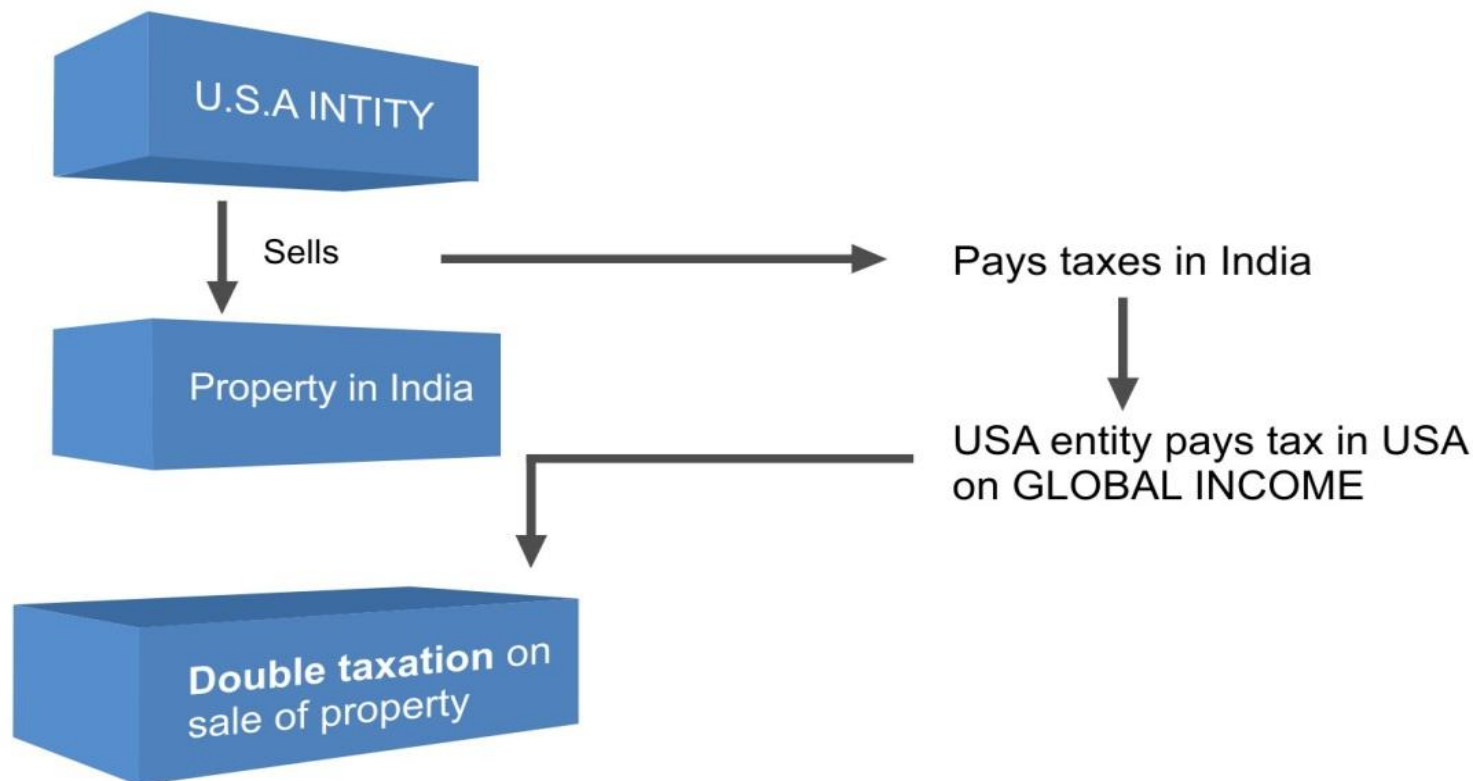 U.S.A INTITY
Sells
Pays taxes in India
Property in India
USA entity pays tax in USA
on GLOBAL INCOME
Double taxation on
sale of property